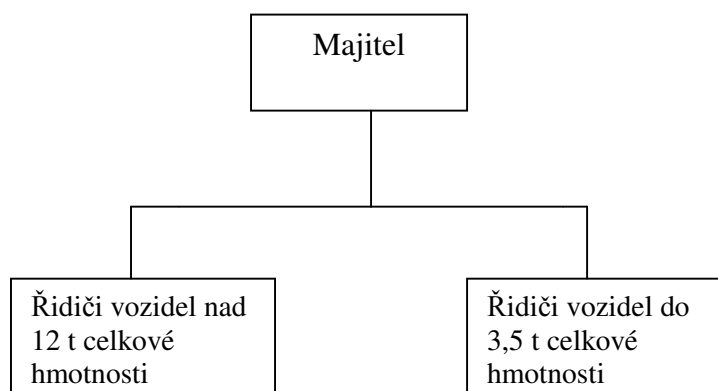 Majitel
Řidiči vozidel nad
12 t celkové
hmotnosti
Řidiči vozidel do
3,5 t celkové
hmotnosti